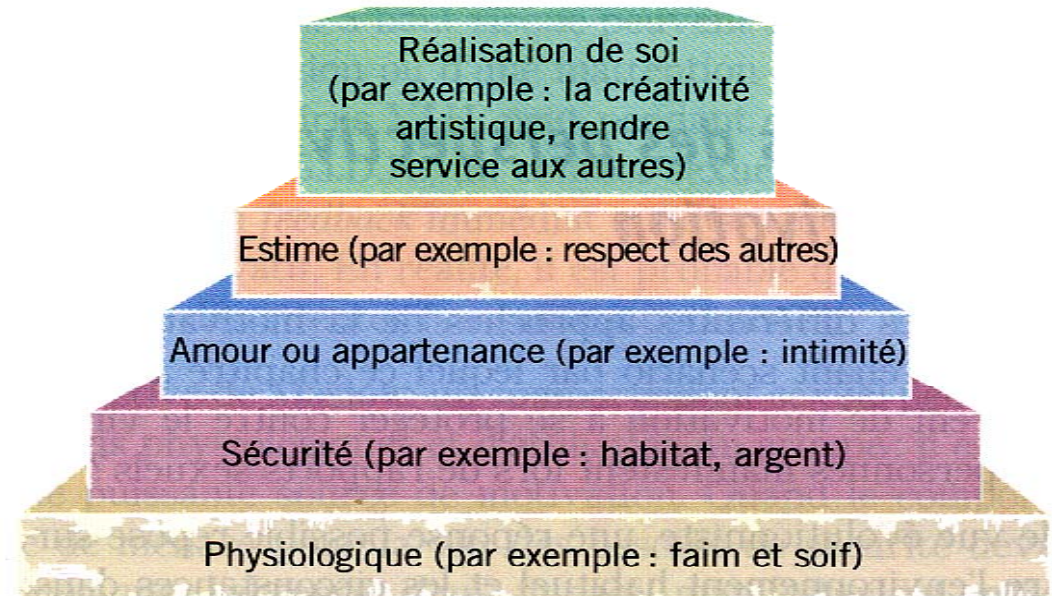 Réalisation de soi
(par exemple : la créativité
artistique, rendre
service aux autres)
Estime (par exemple : respect des autres)
Amour ou appartenance (par exemple : intimité)
Sécurité (par exemple : habitat, argent)
Physiologique (par exemple : faim et soif)